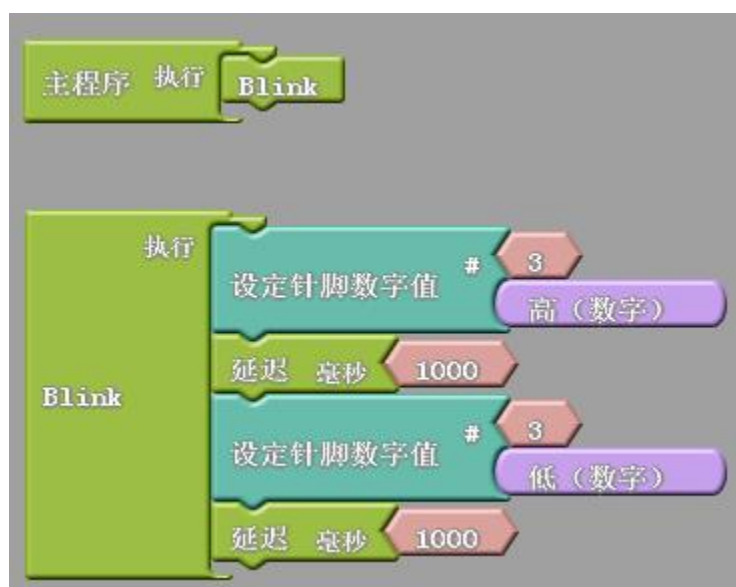 主程序 执行 Blink
执行
设定针脚数字值 # 3
高（数字）
延迟 毫秒 1000
Blink
设定针脚数字值 # 3
低（数字）
延迟 毫秒 1000